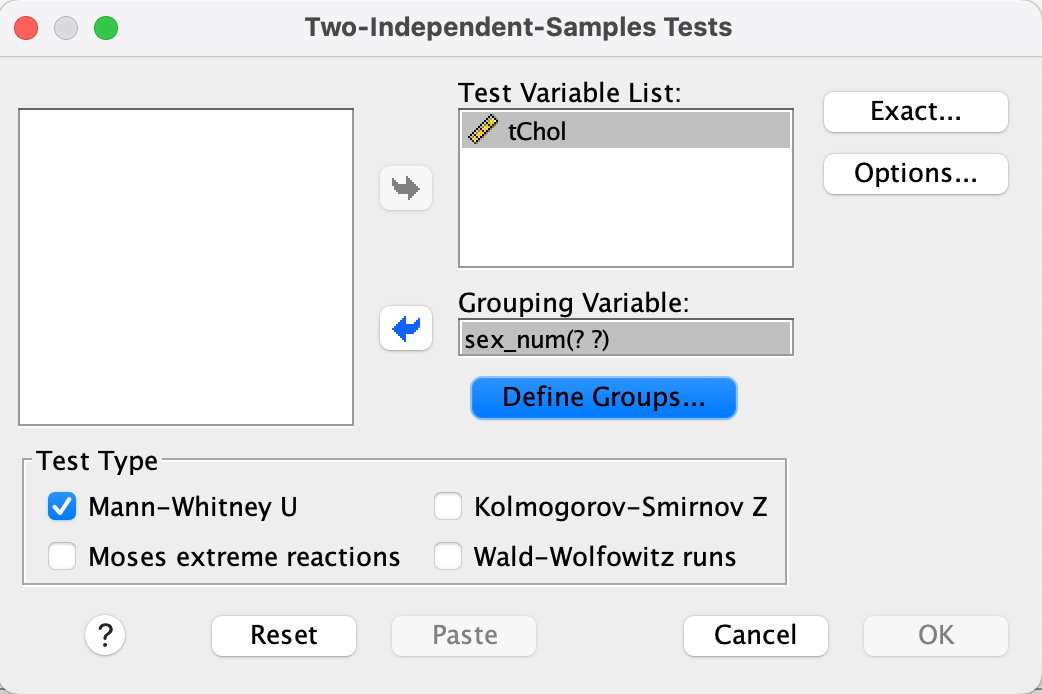 Two-Independent-Samples Tests
Test Variable List:
tChol
Exact...
Options...
Grouping Variable:
sex_num(? ?)
Define Groups...
Test Type
Mann-Whitney U
Kolmogorov-Smirnov Z
Moses extreme reactions
Wald-Wolfowitz runs
?
Reset
Paste
Cancel
OK